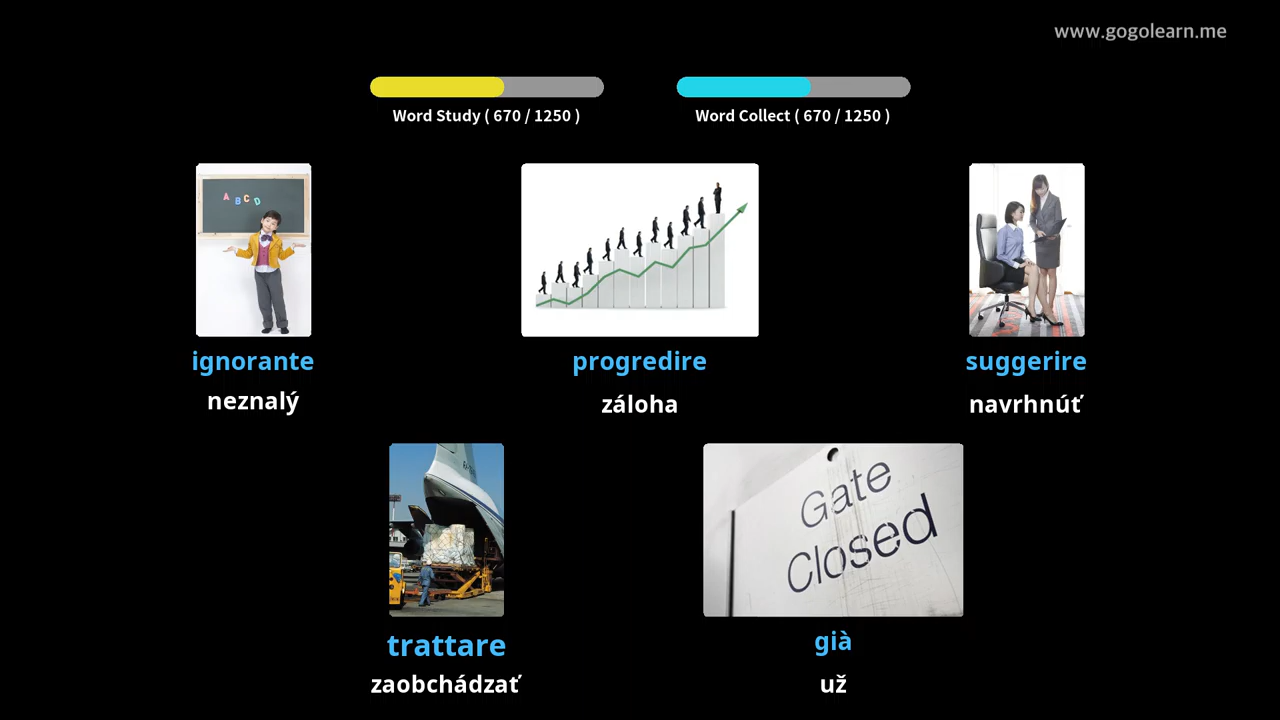 www.gogolearn.me
Word Study ( 670 / 1250 )
Word Collect ( 670 / 1250 )
A B C D
ignorante
neznalý
progredire
záloha
suggerire
navrhnúť
Gate
Closed
trattare
zaobchádzať
già
už